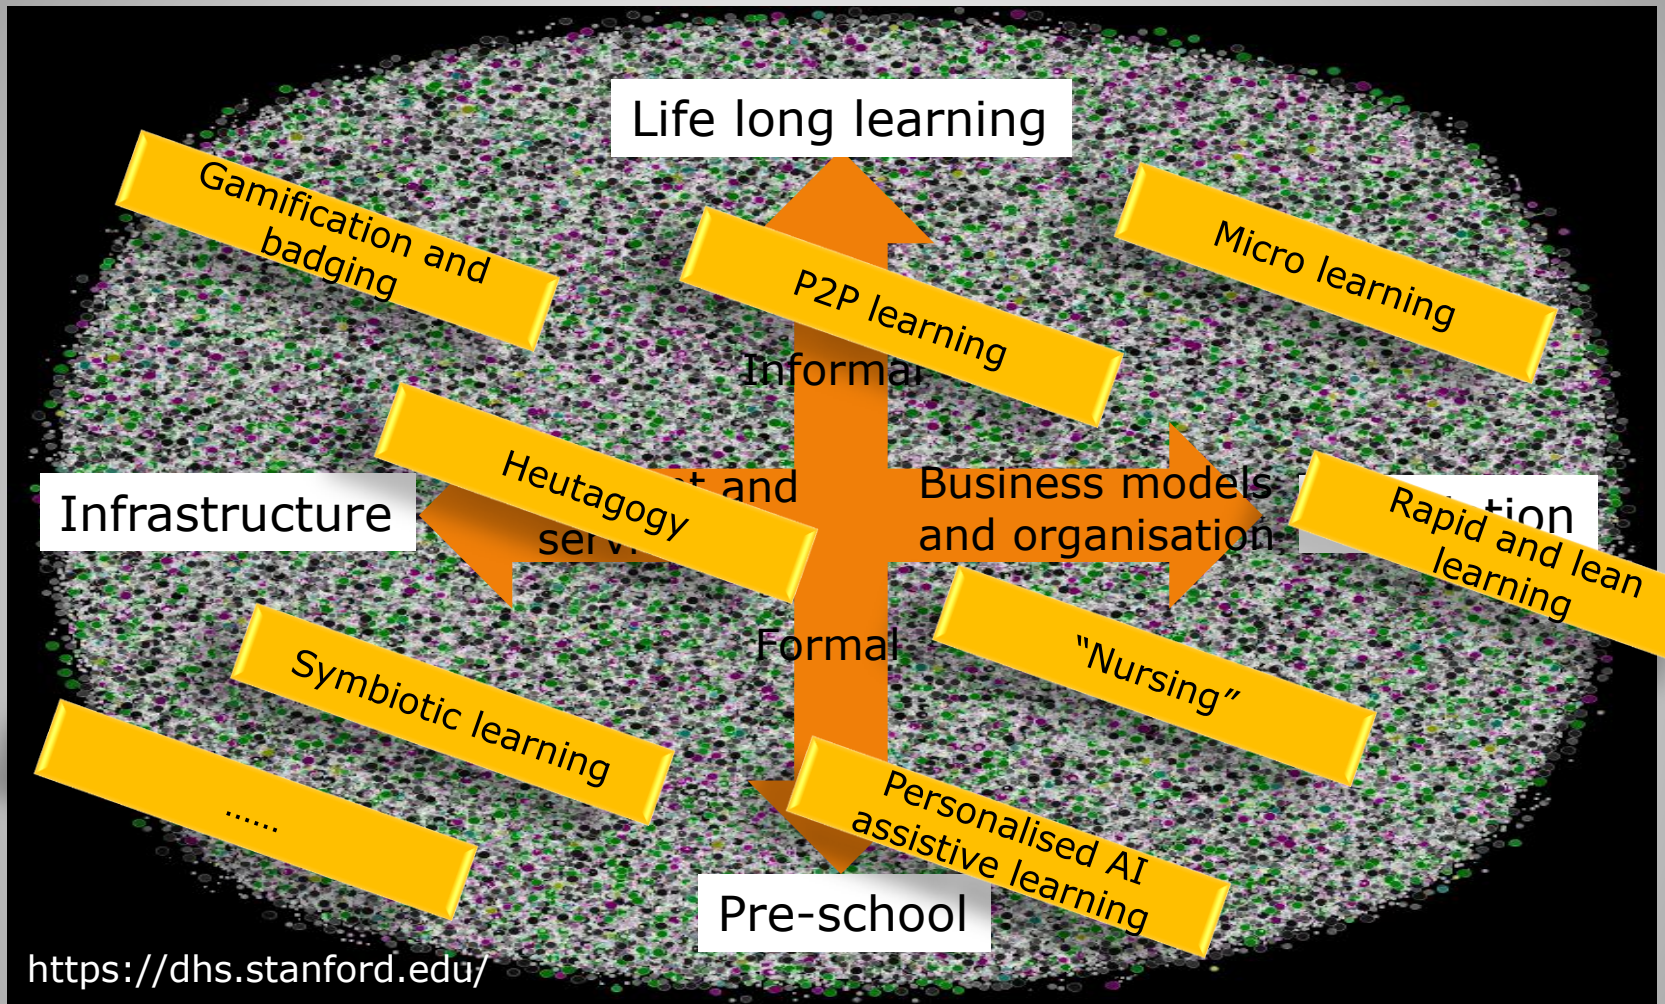 Life long learning
Gamification and
badging
P2P learning
Micro learning
Informal
Infrastructure
Heutagogy
and
Business models
and organisation
Rapid and lean
learning
Formal
“Nursing”
Symbiotic learning
......
Personalised AI
assistive learning
Pre-school
https://dhs.stanford.edu/